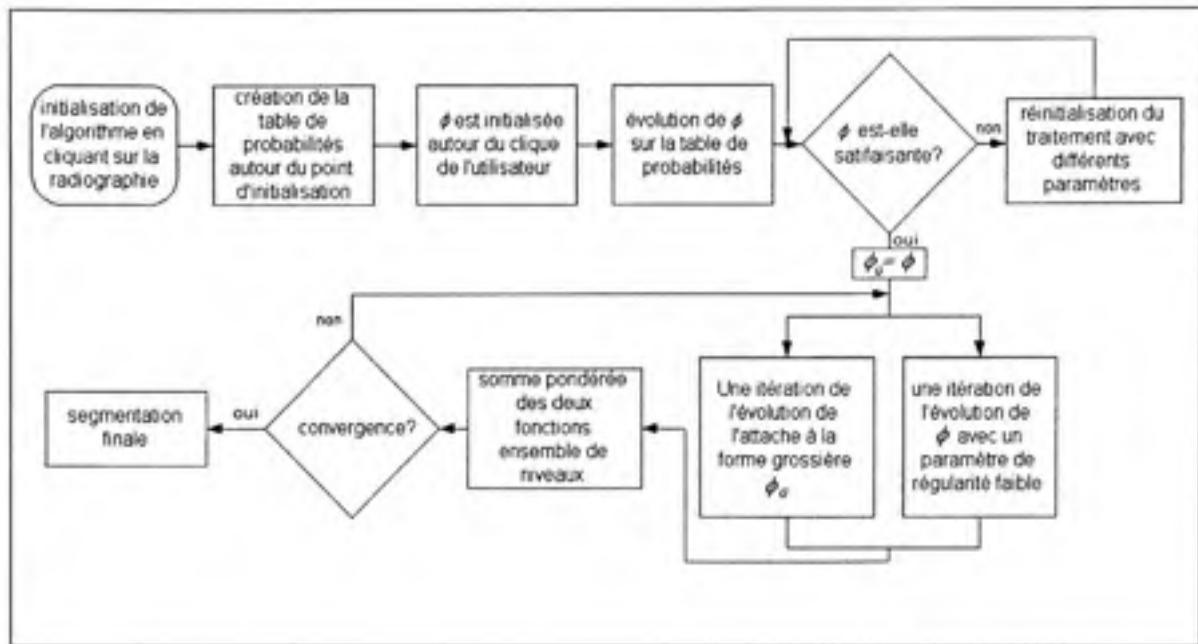 initialisation de
l'algorithme en
cliquant sur la
radiographie
création de la
table de
probabilités
autour du point
d'initialisation
ϕ est initialisée
autour du clique
de l'utilisateur
évolution de ϕ
sur la table de
probabilités
ϕ est-elle
satifaisante?
non
réinitialisation du
traitement avec
différents
paramètres
oui
ϕg = ϕ
non
convergence?
oui
segmentation
finale
somme pondérée
des deux
fonctions
ensemble de
niveaux
Une itération de
l'évolution de
l'attache à la
forme grossière
ϕg
une itération de
l'évolution de
ϕ avec un
paramètre de
régularité faible